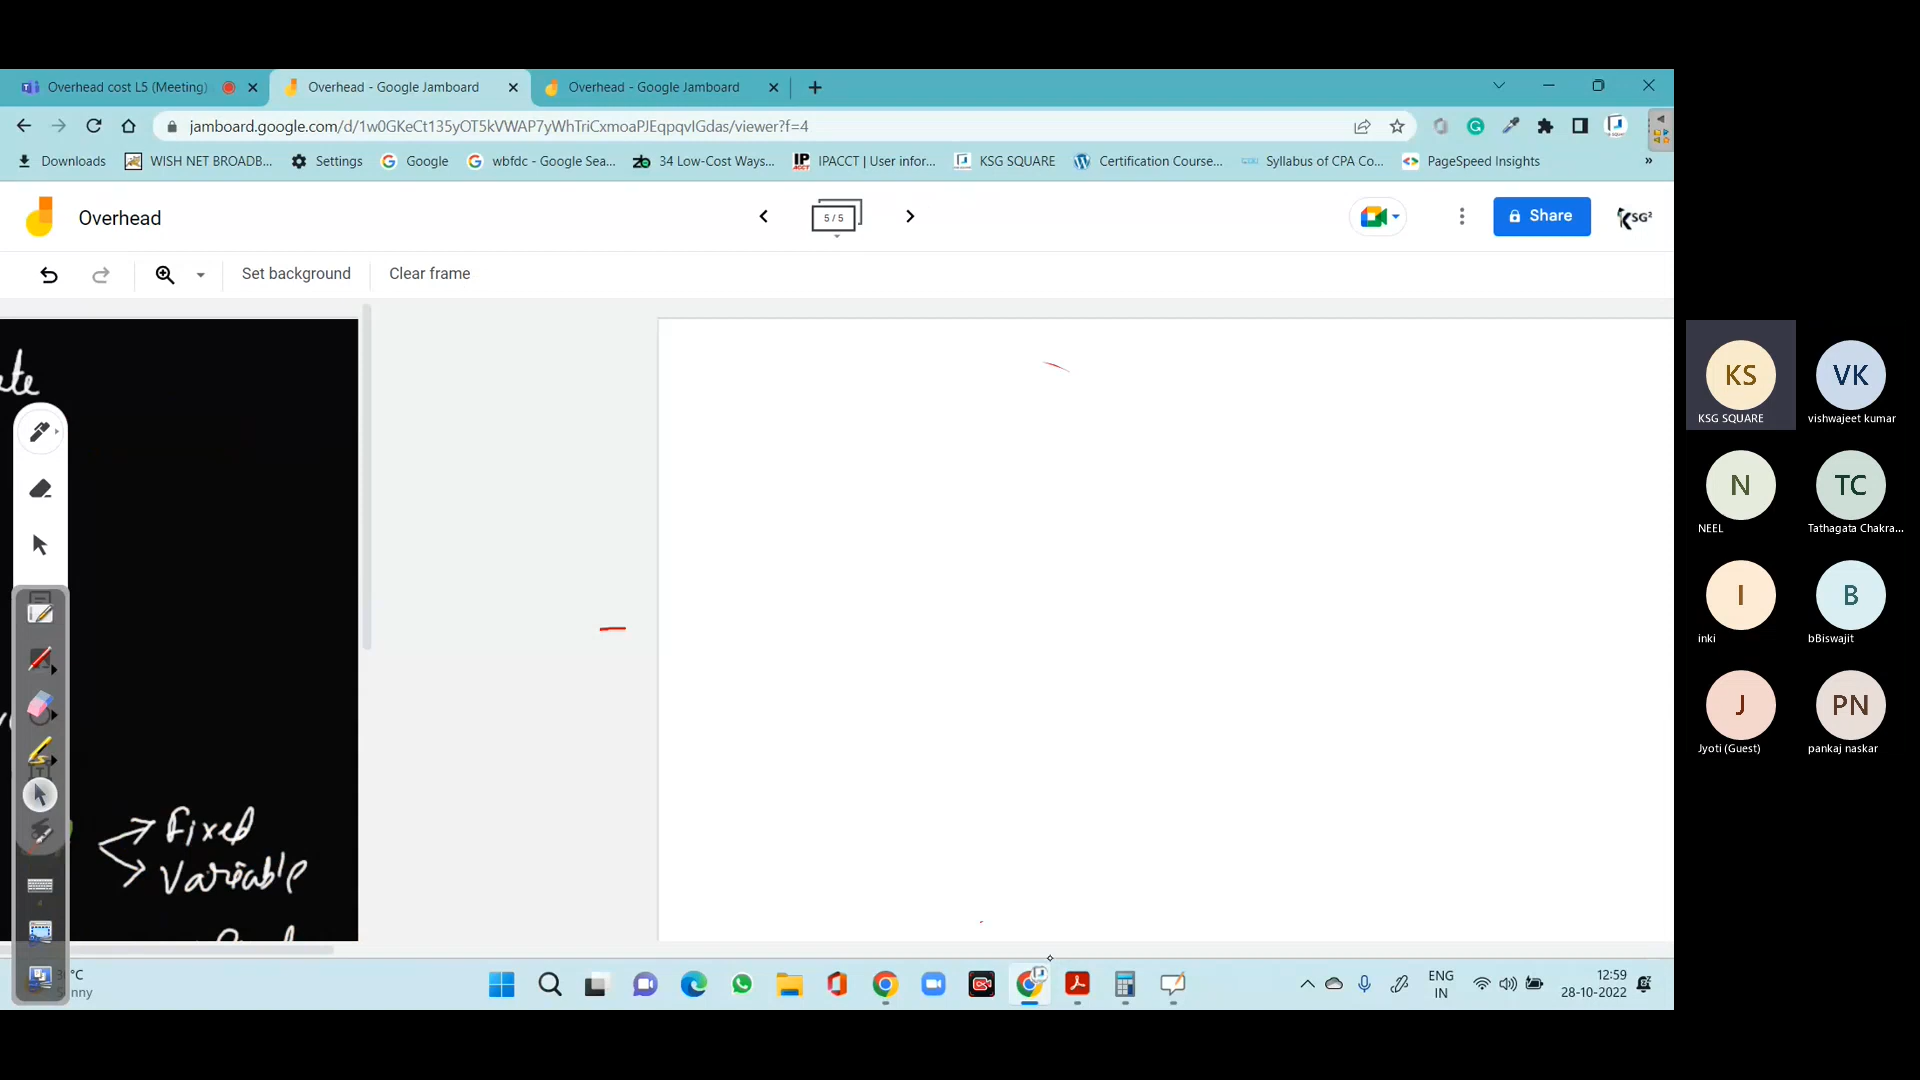 Overhead cost L5 (Meeting)
Overhead - Google Jamboard
Overhead - Google Jamboard
jamboard.google.com/d/1w0GKeCt135yOT5kVWAP7yWhTriCxmoaPJEqpqvIGdas/viewer?f=4
Downloads
WISH NET BROADB...
Settings
Google
wbfdc - Google Sea...
34 Low-Cost Ways...
IPACCT | User infor...
KSG SQUARE
Certification Course...
Syllabus of CPA Co...
PageSpeed Insights
»
Overhead
5 / 5
Share
KSG²
Set background
Clear frame
Fixed
Variable
KS
KSG SQUARE
VK
vishwajeet kumar
N
NEEL
TC
Tathagata Chakra...
I
inki
B
bBiswajit
J
Jyoti (Guest)
PN
pankaj naskar
ENG
IN
12:59
28-10-2022